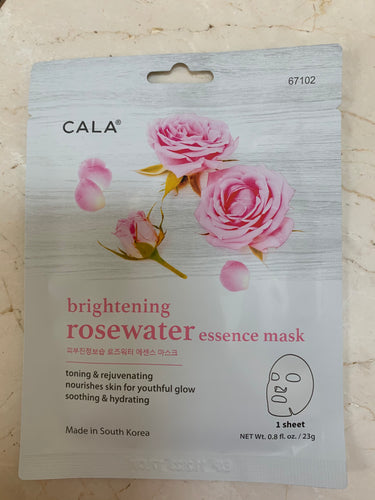 67102
CALA®
brightening
rosewater essence mask
피부진정보습 로즈워터 에센스 마스크
toning & rejuvenating
nourishes skin for youthful glow
soothing & hydrating
1 sheet
Made in South Korea
NET Wt. 0.8 fl. oz. / 23g